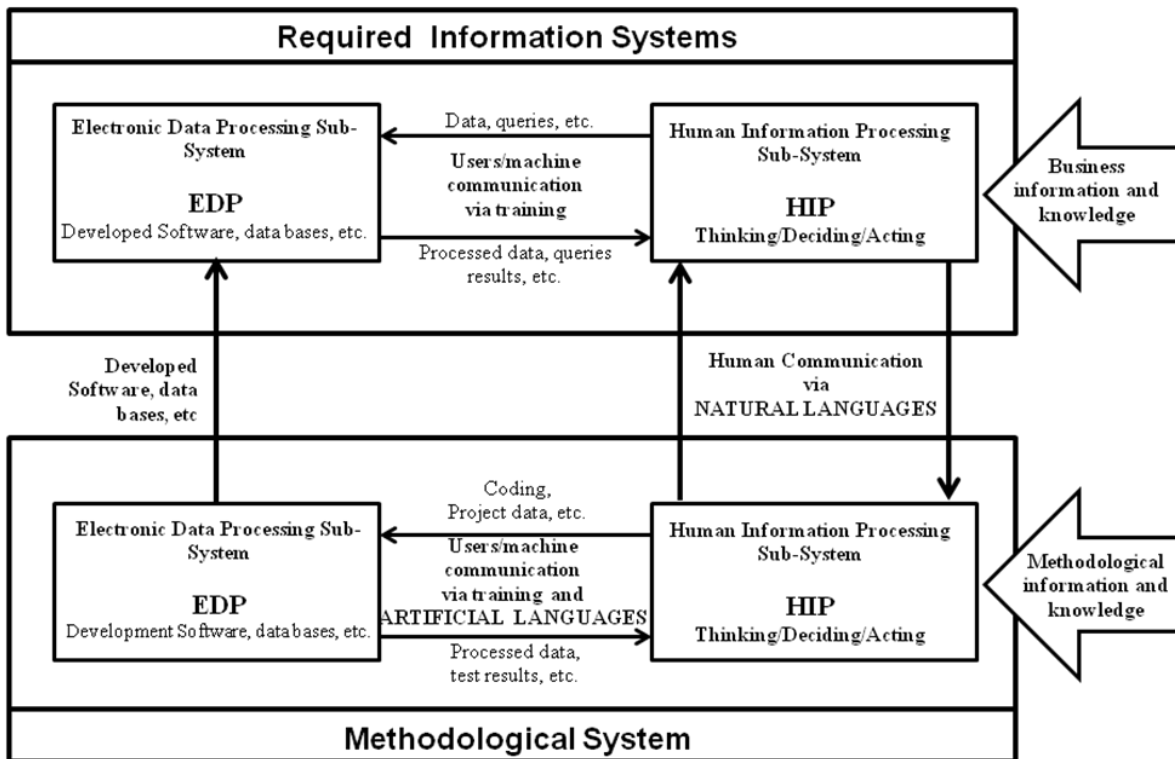 Required Information Systems
Electronic Data Processing Sub-
System
EDP
Developed Software, data bases, etc.
Data, queries, etc.
Users/machine
communication
via training
Processed data, queries
results, etc.
Human Information Processing
Sub-System
HIP
Thinking/Deciding/Acting
Business
information and
knowledge
Developed
Software, data
bases, etc
Human Communication
via
NATURAL LANGUAGES
Electronic Data Processing Sub-
System
EDP
Development Software, databases, etc.
Coding,
Project data, etc.
Users/machine
communication
via training and
ARTIFICIAL LANGUAGES
Processed data,
test results, etc.
Human Information Processing
Sub-System
HIP
Thinking/Deciding/Acting
Methodological
information and
knowledge
Methodological System